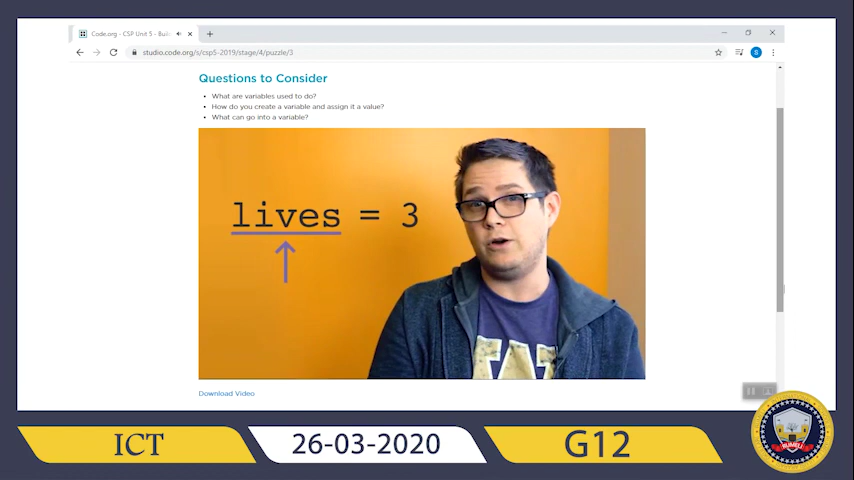 Code.org - CSP Unit 5 - Buil
studio.code.org/s/csp5-2019/stage/4/puzzle/3
S
Questions to Consider
• What are variables used to do?
• How do you create a variable and assign it a value?
• What can go into a variable?
lives = 3
Download Video
ICT
26-03-2020
G12